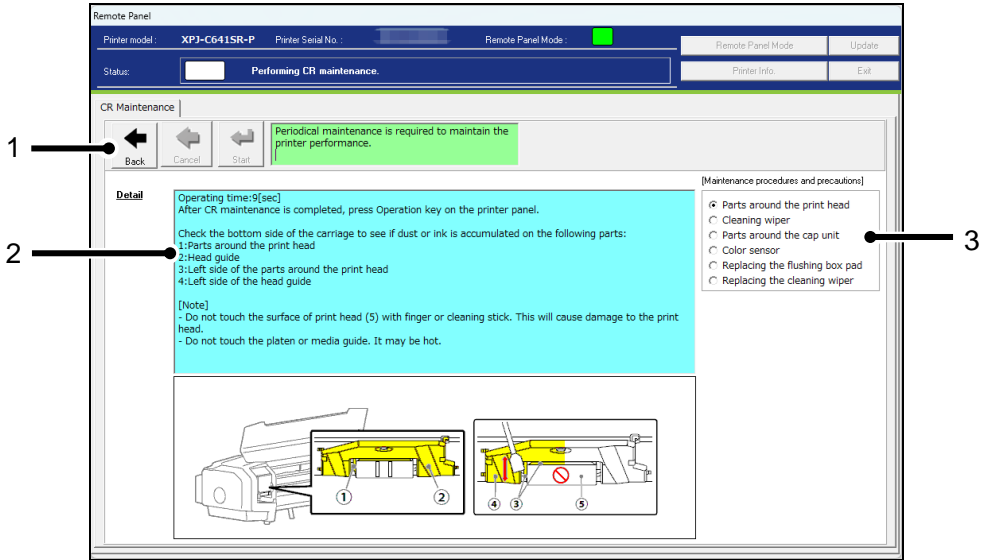 Remote Panel
Printer model : XPJ-C641SR-P Printer Serial No. : Remote Panel Mode :
Remote Panel Mode Update
Status: Performing CR maintenance.
Printer Info. Exit
CR Maintenance
1
Back Cancel Start
Periodical maintenance is required to maintain the
printer performance.
Detail
2
Operating time:9[sec]
After CR maintenance is completed, press Operation key on the printer panel.
Check the bottom side of the carriage to see if dust or ink is accumulated on the following parts:
1:Parts around the print head
2:Head guide
3:Left side of the parts around the print head
4:Left side of the head guide
[Note]
- Do not touch the surface of print head (5) with finger or cleaning stick. This will cause damage to the print
head.
- Do not touch the platen or media guide. It may be hot.
[Maintenance procedures and precautions]
Parts around the print head
Cleaning wiper
Parts around the cap unit
Color sensor
Replacing the flushing box pad
Replacing the cleaning wiper
3
1 2
4 3 5